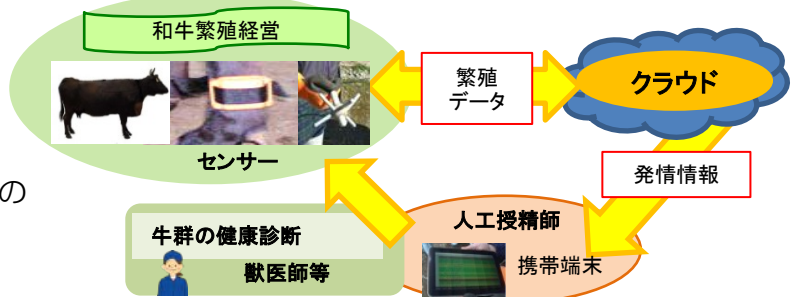 和牛繁殖経営
繁殖
データ
クラウド
センサー
発情情報
の
人工授精師
牛群の健康診断
獣医師等
携帯端末